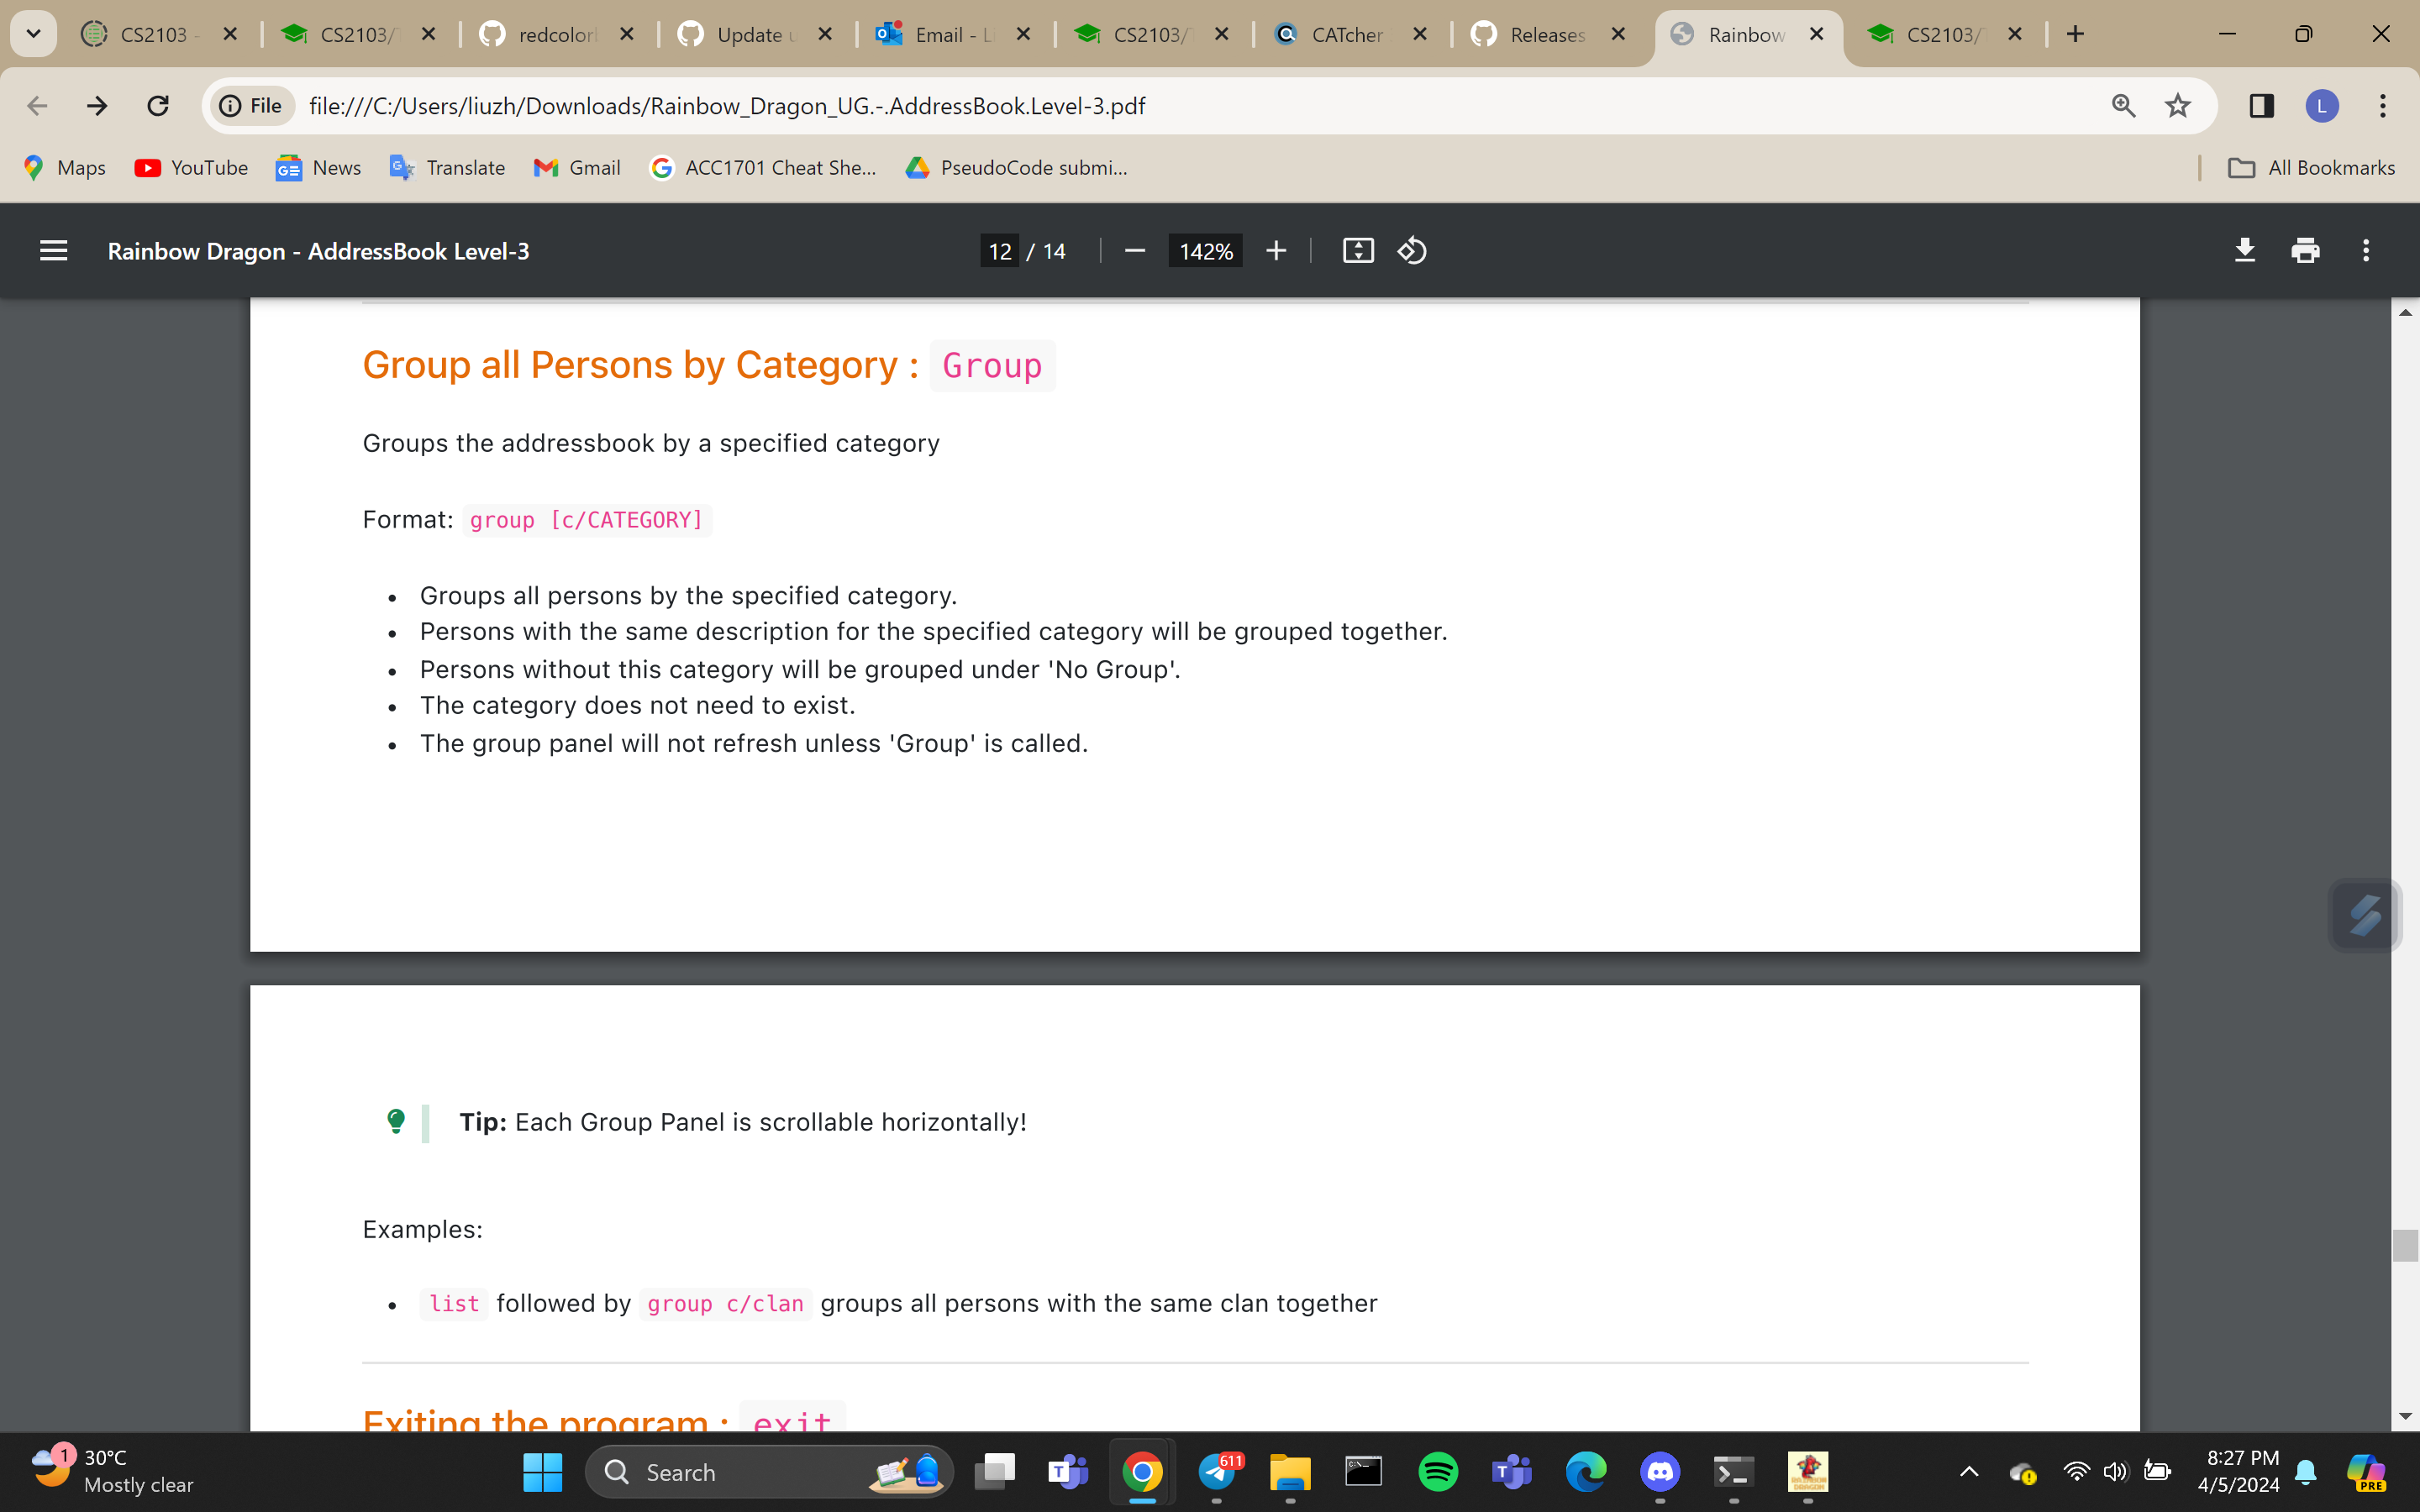 CS2103 -
CS2103/
redcolor
Update u
Email - L
CS2103/
CATcher
Releases
Rainbow
CS2103/
File
file:///C:/Users/liuzh/Downloads/Rainbow_Dragon_UG.-.AddressBook.Level-3.pdf
L
Maps
YouTube
News
Translate
Gmail
ACC1701 Cheat She...
PseudoCode submi...
All Bookmarks
Rainbow Dragon - AddressBook Level-3
12 / 14
142%
Group all Persons by Category : Group
Groups the addressbook by a specified category
Format: group [c/CATEGORY]
• Groups all persons by the specified category.
• Persons with the same description for the specified category will be grouped together.
• Persons without this category will be grouped under 'No Group'.
• The category does not need to exist.
• The group panel will not refresh unless 'Group' is called.
Tip: Each Group Panel is scrollable horizontally!
Examples:
• list followed by group c/clan groups all persons with the same clan together
Exiting the program : exit
1
30°C
Mostly clear
Search
611
8:27 PM
4/5/2024
PRE